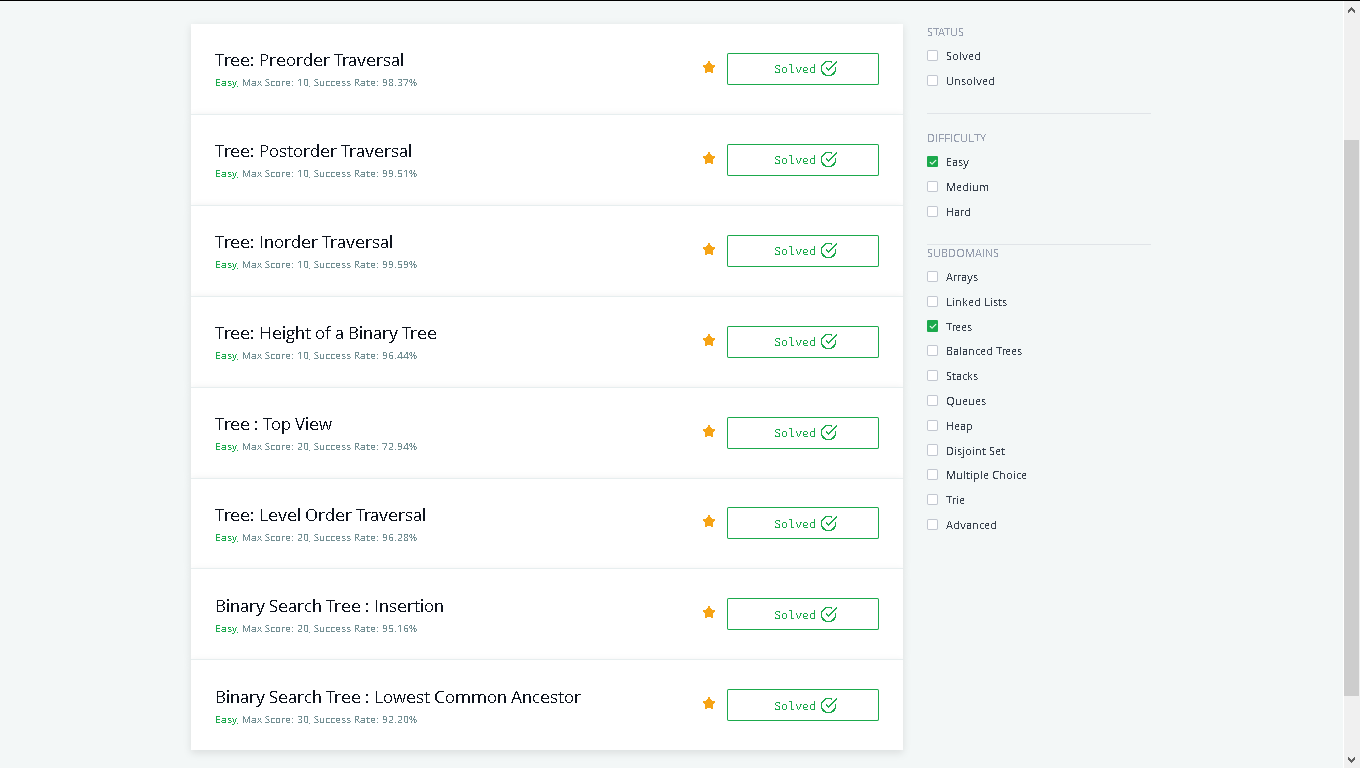 Tree: Preorder Traversal
Easy, Max Score: 10, Success Rate: 98.37%
Solved
Tree: Postorder Traversal
Easy, Max Score: 10, Success Rate: 99.51%
Solved
Tree: Inorder Traversal
Easy, Max Score: 10, Success Rate: 99.59%
Solved
Tree: Height of a Binary Tree
Easy, Max Score: 10, Success Rate: 96.44%
Solved
Tree : Top View
Easy, Max Score: 20, Success Rate: 72.94%
Solved
Tree: Level Order Traversal
Easy, Max Score: 20, Success Rate: 96.28%
Solved
Binary Search Tree : Insertion
Easy, Max Score: 20, Success Rate: 95.16%
Solved
Binary Search Tree : Lowest Common Ancestor
Easy, Max Score: 30, Success Rate: 92.20%
Solved
STATUS
Solved
Unsolved
DIFFICULTY
Easy
Medium
Hard
SUBDOMAINS
Arrays
Linked Lists
Trees
Balanced Trees
Stacks
Queues
Heap
Disjoint Set
Multiple Choice
Trie
Advanced